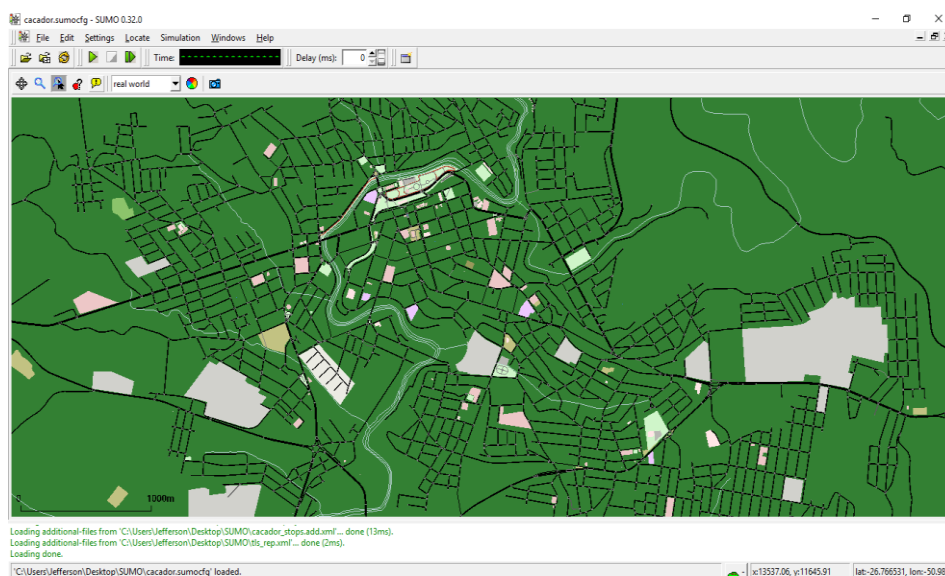 cacador.sumocfg - SUMO 0.32.0
File Edit Settings Locate Simulation Windows Help
Time: Delay (ms): 0
real world
0 1000m
Loading additional-files from 'C:\Users\Jefferson\Desktop\SUMO\cacador_stops.add.xml'... done (13ms).
Loading additional-files from 'C:\Users\Jefferson\Desktop\SUMO\tls_rep.xml'... done (2ms).
Loading done.
'C:\Users\Jefferson\Desktop\SUMO\cacador.sumocfg' loaded. x:13537.06, y:11645.91 lat:-26.766531, lon:-50.98